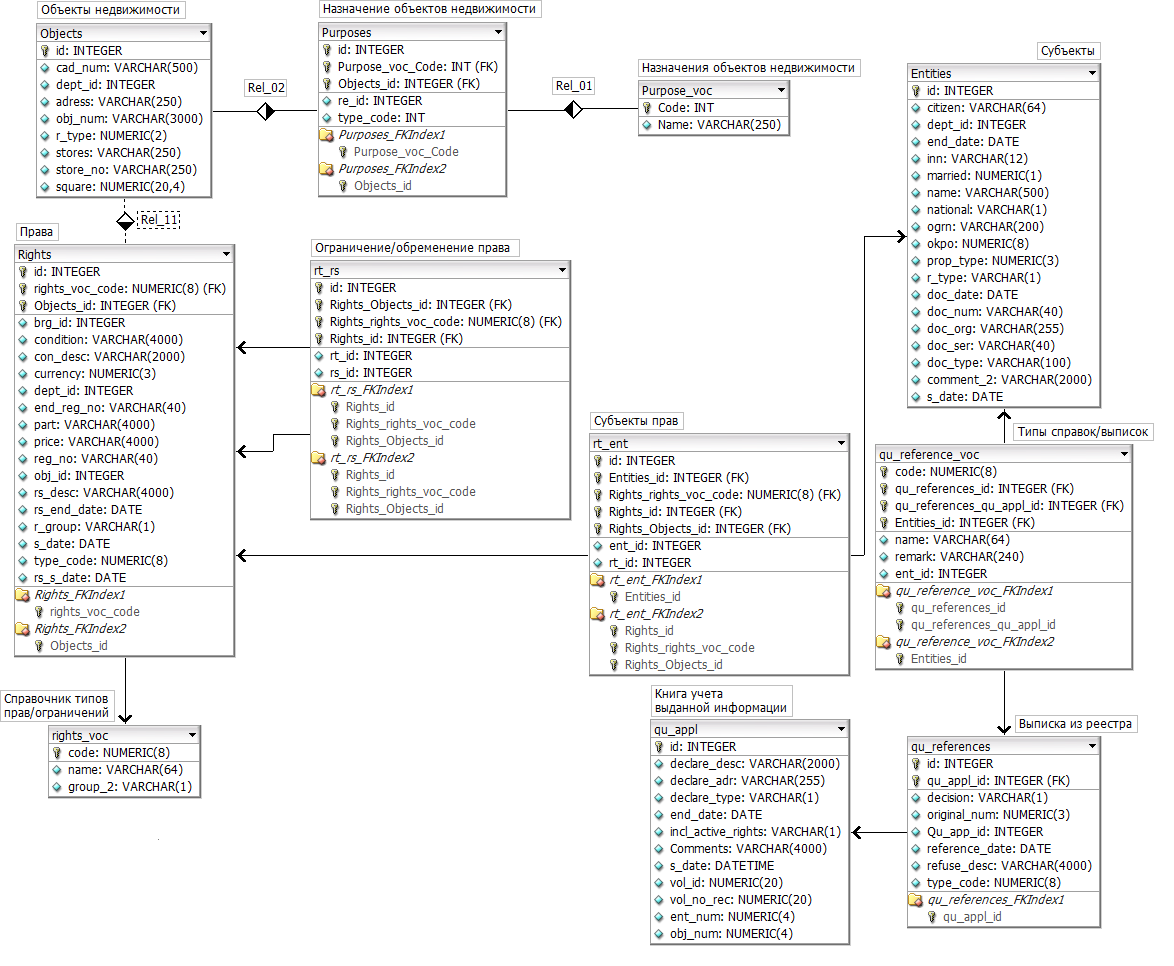 Объекты недвижимости
Objects
id: INTEGER
cad_num: VARCHAR(500)
dept_id: INTEGER
adress: VARCHAR(250)
obj_num: VARCHAR(3000)
r_type: NUMERIC(2)
stores: VARCHAR(250)
store_no: VARCHAR(250)
square: NUMERIC(20,4)
Rel_02
Назначение объектов недвижимости
Purposes
id: INTEGER
Purpose_voc_Code: INT (FK)
Objects_id: INTEGER (FK)
re_id: INTEGER
type_code: INT
Purposes_FKIndex1
Purpose_voc_Code
Purposes_FKIndex2
Objects_id
Rel_01
Назначения объектов недвижимости
Purpose_voc
Code: INT
Name: VARCHAR(250)
Субъекты
Entities
id: INTEGER
citizen: VARCHAR(64)
dept_id: INTEGER
end_date: DATE
inn: VARCHAR(12)
married: NUMERIC(1)
name: VARCHAR(500)
national: VARCHAR(1)
ogrn: VARCHAR(200)
okpo: NUMERIC(8)
prop_type: NUMERIC(3)
r_type: VARCHAR(1)
doc_date: DATE
doc_num: VARCHAR(40)
doc_org: VARCHAR(255)
doc_ser: VARCHAR(40)
doc_type: VARCHAR(100)
comment_2: VARCHAR(2000)
s_date: DATE
Rel_11
Права
Rights
id: INTEGER
rights_voc_code: NUMERIC(8) (FK)
Objects_id: INTEGER (FK)
brg_id: INTEGER
condition: VARCHAR(4000)
con_desc: VARCHAR(2000)
currency: NUMERIC(3)
dept_id: INTEGER
end_reg_no: VARCHAR(40)
part: VARCHAR(4000)
price: VARCHAR(4000)
reg_no: VARCHAR(40)
obj_id: INTEGER
rs_desc: VARCHAR(4000)
rs_end_date: DATE
r_group: VARCHAR(1)
s_date: DATE
type_code: NUMERIC(8)
rs_s_date: DATE
Rights_FKIndex1
rights_voc_code
Rights_FKIndex2
Objects_id
Ограничение/обременение права
rt_rs
id: INTEGER
Rights_Objects_id: INTEGER (FK)
Rights_rights_voc_code: NUMERIC(8) (FK)
Rights_id: INTEGER (FK)
rt_id: INTEGER
rs_id: INTEGER
rt_rs_FKIndex1
Rights_id
Rights_rights_voc_code
Rights_Objects_id
rt_rs_FKIndex2
Rights_id
Rights_rights_voc_code
Rights_Objects_id
Субъекты прав
rt_ent
id: INTEGER
Entities_id: INTEGER (FK)
Rights_rights_voc_code: NUMERIC(8) (FK)
Rights_id: INTEGER (FK)
Rights_Objects_id: INTEGER (FK)
ent_id: INTEGER
rt_id: INTEGER
rt_ent_FKIndex1
Entities_id
rt_ent_FKIndex2
Rights_id
Rights_rights_voc_code
Rights_Objects_id
Типы справок/выписок
qu_reference_voc
code: NUMERIC(8)
qu_references_id: INTEGER (FK)
qu_references_qu_appl_id: INTEGER (FK)
Entities_id: INTEGER (FK)
name: VARCHAR(64)
remark: VARCHAR(240)
ent_id: INTEGER
qu_reference_voc_FKIndex1
qu_references_id
qu_references_qu_appl_id
qu_reference_voc_FKIndex2
Entities_id
Справочник типов
прав/ограничений
rights_voc
code: NUMERIC(8)
name: VARCHAR(64)
group_2: VARCHAR(1)
Книга учета
выданной информации
qu_appl
id: INTEGER
declare_desc: VARCHAR(2000)
declare_adr: VARCHAR(255)
declare_type: VARCHAR(1)
end_date: DATE
incl_active_rights: VARCHAR(1)
Comments: VARCHAR(4000)
s_date: DATETIME
vol_id: NUMERIC(20)
vol_no_rec: NUMERIC(20)
ent_num: NUMERIC(4)
obj_num: NUMERIC(4)
Выписка из реестра
qu_references
id: INTEGER
qu_appl_id: INTEGER (FK)
decision: VARCHAR(1)
original_num: NUMERIC(3)
Qu_app_id: INTEGER
reference_date: DATE
refuse_desc: VARCHAR(4000)
type_code: NUMERIC(8)
qu_references_FKIndex1
qu_appl_id